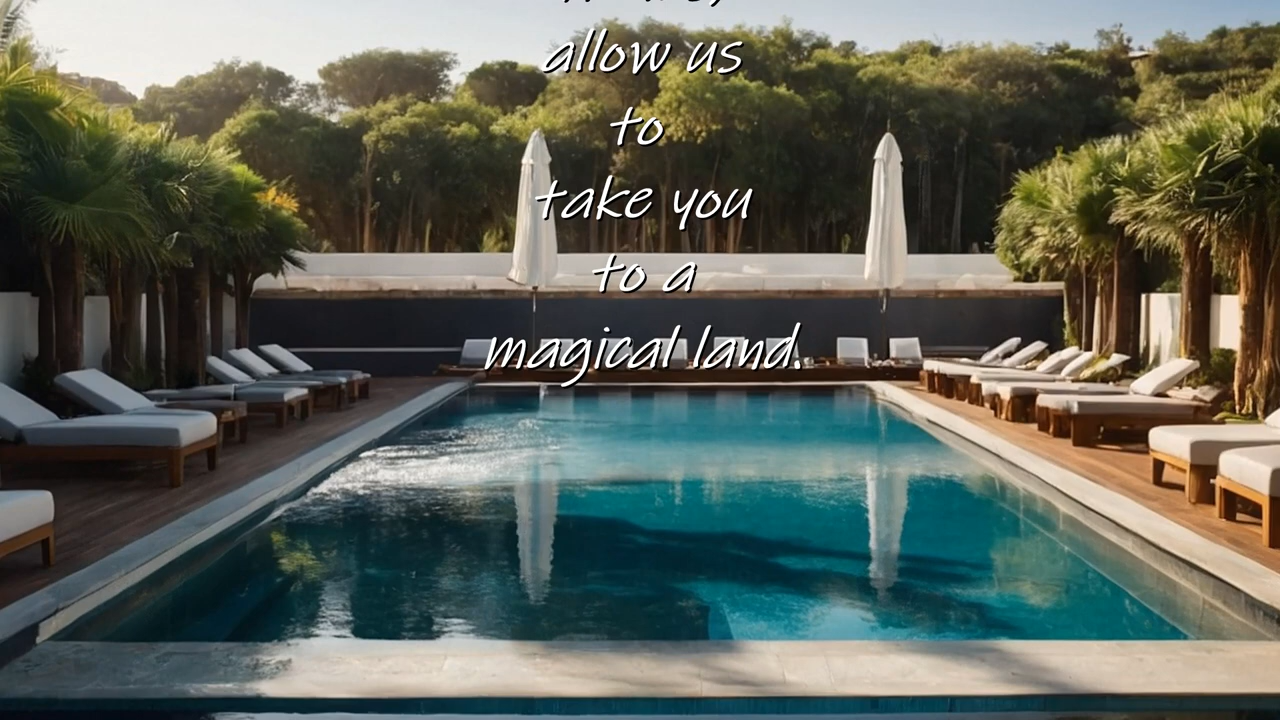 allow us
to
take you
to a
magical land.